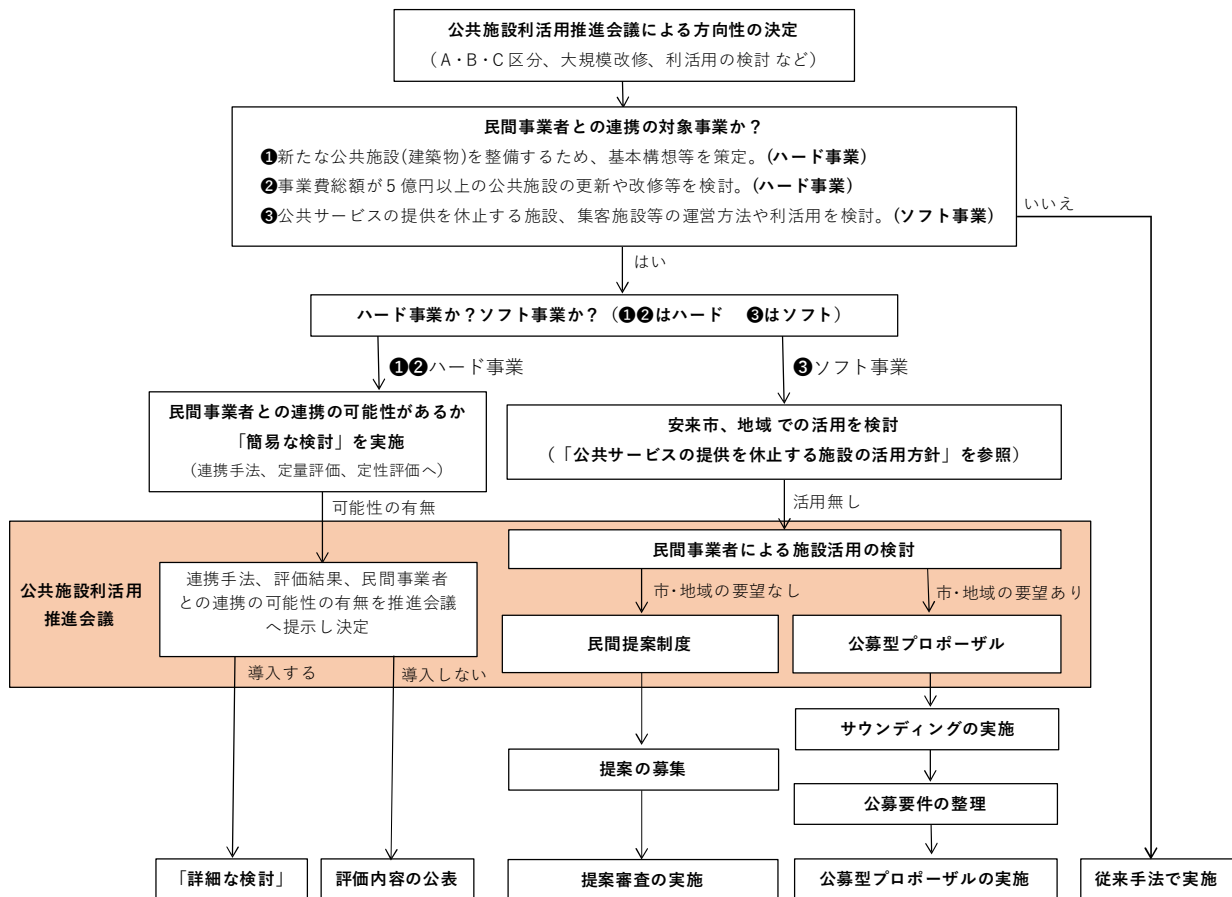 公共施設利活用推進会議による方向性の決定
（A・B・C区分、大規模改修、利活用の検討 など）
民間事業者との連携の対象事業か？
❶新たな公共施設(建築物)を整備するため、基本構想等を策定。(ハード事業)
❷事業費総額が５億円以上の公共施設の更新や改修等を検討。(ハード事業)
❸公共サービスの提供を休止する施設、集客施設等の運営方法や利活用を検討。(ソフト事業)
いいえ
はい
ハード事業か？ソフト事業か？（❶❷はハード　❸はソフト）
❶❷ハード事業
❸ソフト事業
民間事業者との連携の可能性があるか
「簡易な検討」を実施
（連携手法、定量評価、定性評価へ）
安来市、地域での活用を検討
（「公共サービスの提供を休止する施設の活用方針」を参照）
可能性の有無
活用無し
公共施設利活用
推進会議
連携手法、評価結果、民間事業者
との連携の可能性の有無を推進会議
へ提示し決定
民間事業者による施設活用の検討
市・地域の要望なし
市・地域の要望あり
民間提案制度
公募型プロポーザル
導入する
導入しない
サウンディングの実施
提案の募集
公募要件の整理
「詳細な検討」
評価内容の公表
提案審査の実施
公募型プロポーザルの実施
従来手法で実施